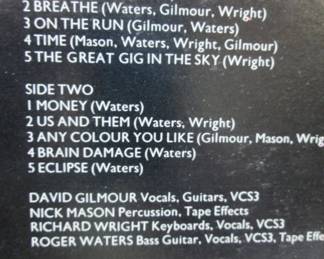 2 BREATHE (Waters, Gilmour, Wright)
3 ON THE RUN (Gilmour, Waters)
4 TIME (Mason, Waters, Wright, Gilmour)
5 THE GREAT GIG IN THE SKY (Wright)
SIDE TWO
1 MONEY (Waters)
2 US AND THEM (Waters, Wright)
3 ANY COLOUR YOU LIKE (Gilmour, Mason, Wrig
4 BRAIN DAMAGE (Waters)
5 ECLIPSE (Waters)
DAVID GILMOUR Vocals, Guitars, VCS3
NICK MASON Percussion, Tape Effects
RICHARD WRIGHT Keyboards, Vocals, VCS3
ROGER WATERS Bass Guitar, Vocals, VCS3, Tape Effe